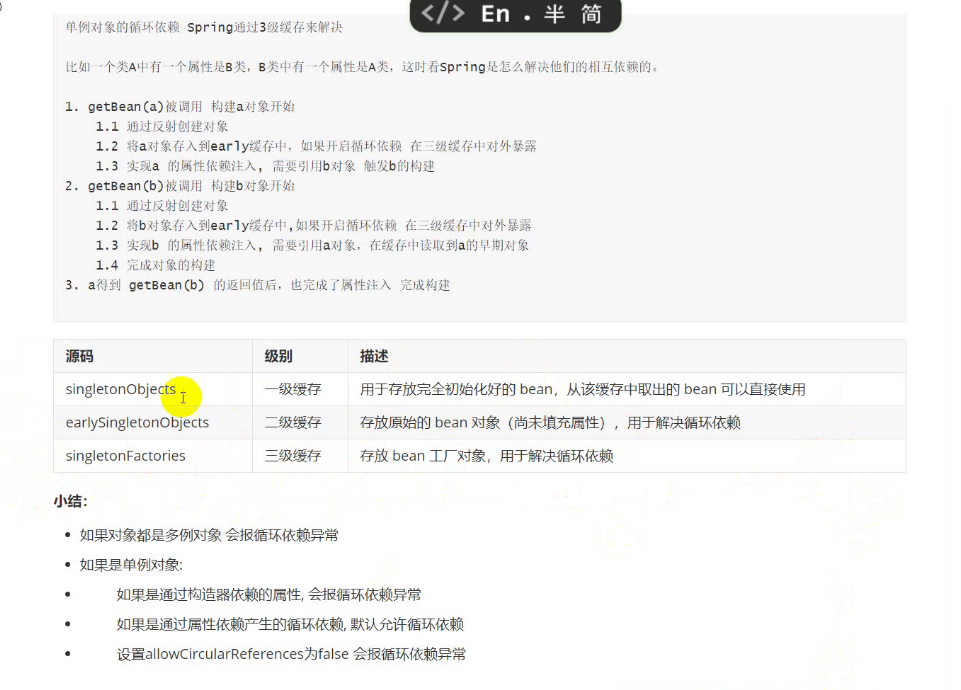 </> En . 半 简
单例对象的循环依赖 Spring通过3级缓存来解决
比如一个类A中有一个属性是B类，B类中有一个属性是A类，这时看Spring是怎么解决他们的相互依赖的。
1. getBean(a)被调用 构建a对象开始
1.1 通过反射创建对象
1.2 将a对象存入到early缓存中，如果开启循环依赖 在三级缓存中对外暴露
1.3 实现a 的属性依赖注入, 需要引用b对象 触发b的构建
2. getBean(b)被调用 构建b对象开始
1.1 通过反射创建对象
1.2 将b对象存入到early缓存中,如果开启循环依赖 在三级缓存中对外暴露
1.3 实现b 的属性依赖注入, 需要引用a对象，在缓存中读取到a的早期对象
1.4 完成对象的构建
3. a得到 getBean(b) 的返回值后，也完成了属性注入 完成构建
源码 级别 描述
singletonObjects 一级缓存 用于存放完全初始化好的 bean，从该缓存中取出的 bean 可以直接使用
earlySingletonObjects 二级缓存 存放原始的 bean 对象（尚未填充属性），用于解决循环依赖
singletonFactories 三级缓存 存放 bean 工厂对象，用于解决循环依赖
小结:
如果对象都是多例对象 会报循环依赖异常
如果是单例对象:
如果是通过构造器依赖的属性, 会报循环依赖异常
如果是通过属性依赖产生的循环依赖, 默认允许循环依赖
设置allowCircularReferences为false 会报循环依赖异常